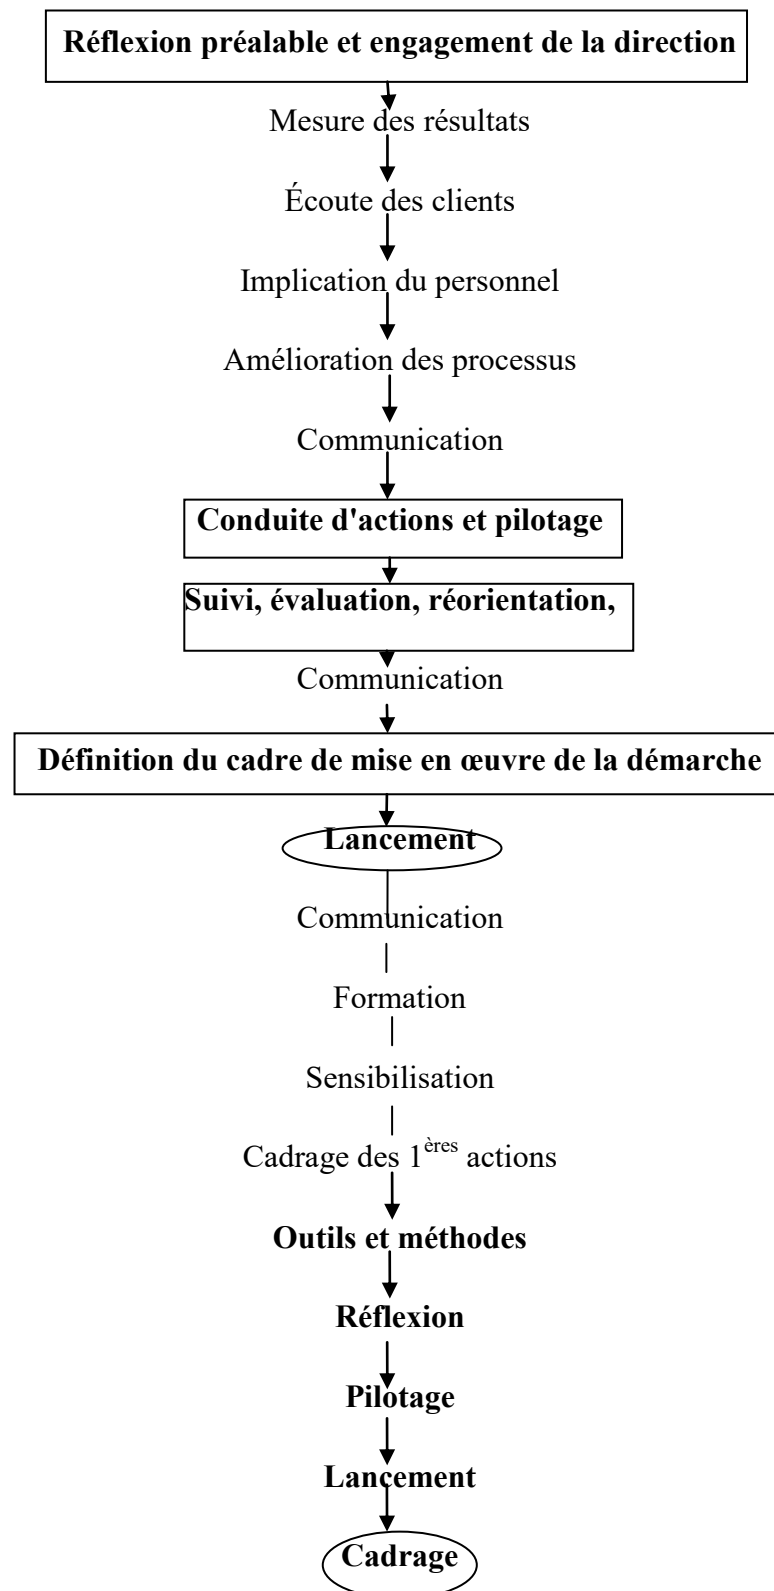 Réflexion préalable et engagement de la direction
Mesure des résultats
Écoute des clients
Implication du personnel
Amélioration des processus
Communication
Conduite d'actions et pilotage
Suivi, évaluation, réorientation,
Communication
Définition du cadre de mise en œuvre de la démarche
Lancement
Communication
Formation
Sensibilisation
Cadrage des 1ères actions
Outils et méthodes
Réflexion
Pilotage
Lancement
Cadrage